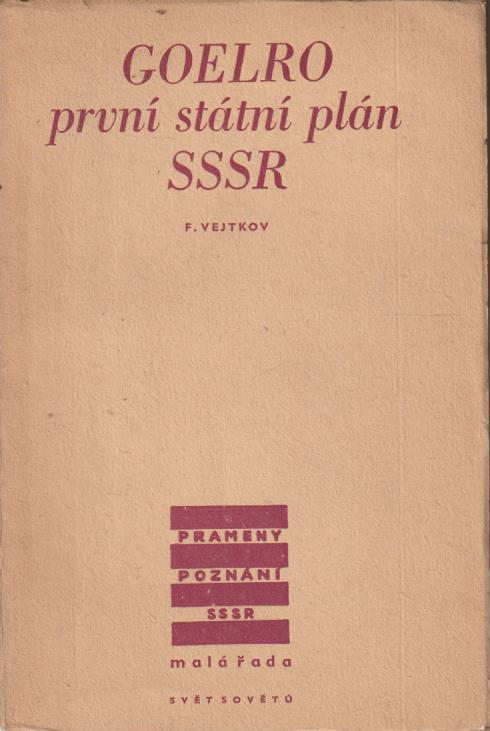 GOELRO
první státní plán
SSSR
F. VEJTKOV
PRAMENY
POZNÁNÍ
SSSR
malá řada
SVĚT SOVĚTŮ